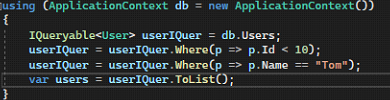 using (ApplicationContext db = new ApplicationContext())
{
IQueryable<User> userIQuer = db.Users;
userIQuer = userIQuer.Where(p => p.Id < 10);
userIQuer = userIQuer.Where(p => p.Name == "Tom");
var users = userIQuer.ToList();
}